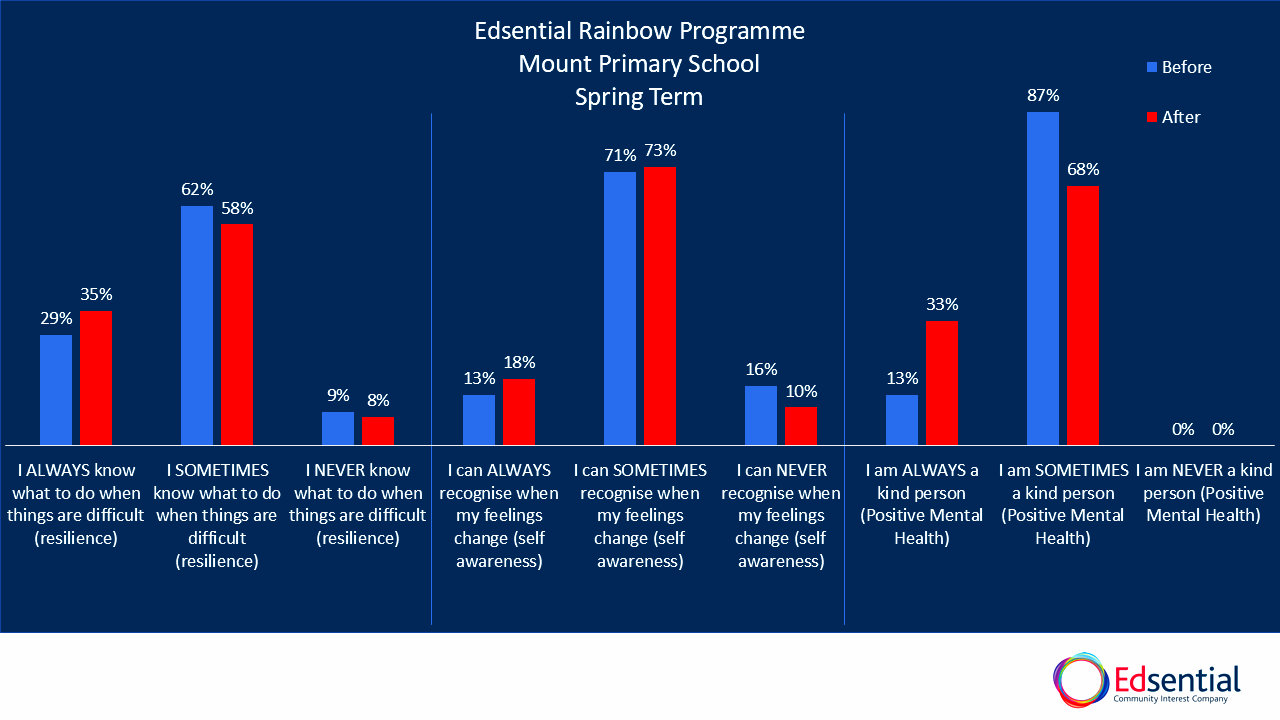 Edsential Rainbow Programme
Mount Primary School
Spring Term
Before
After
29%
35%
62%
58%
9%
8%
13%
18%
71%
73%
16%
10%
13%
33%
87%
68%
0%
0%
I ALWAYS know
what to do when
things are difficult
(resilience)
I SOMETIMES
know what to do
when things are
difficult
(resilience)
I NEVER know
what to do when
things are difficult
(resilience)
I can ALWAYS
recognise when
my feelings
change (self
awareness)
I can SOMETIMES
recognise when
my feelings
change (self
awareness)
I can NEVER
recognise when
my feelings
change (self
awareness)
I am ALWAYS a
kind person
(Positive Mental
Health)
I am SOMETIMES
a kind person
(Positive Mental
Health)
I am NEVER a kind
person (Positive
Mental Health)
Edsential
Community Interest Company